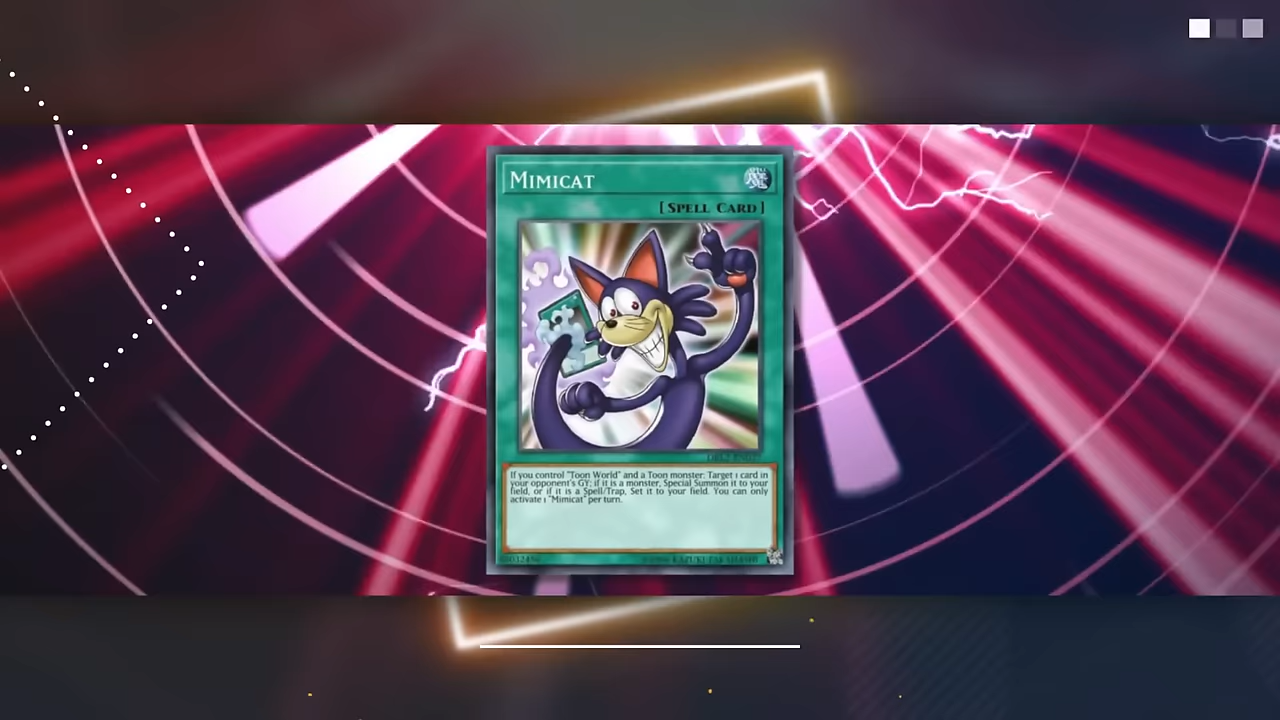 MIMICAT
[ SPELL CARD ]
If you control "Toon World" and a Toon monster: Target 1 card in
your opponent's GY; if it is a monster, Special Summon it to your
field, or if it is a Spell/Trap, Set it to your field. You can only
activate 1 "Mimicat" per turn.